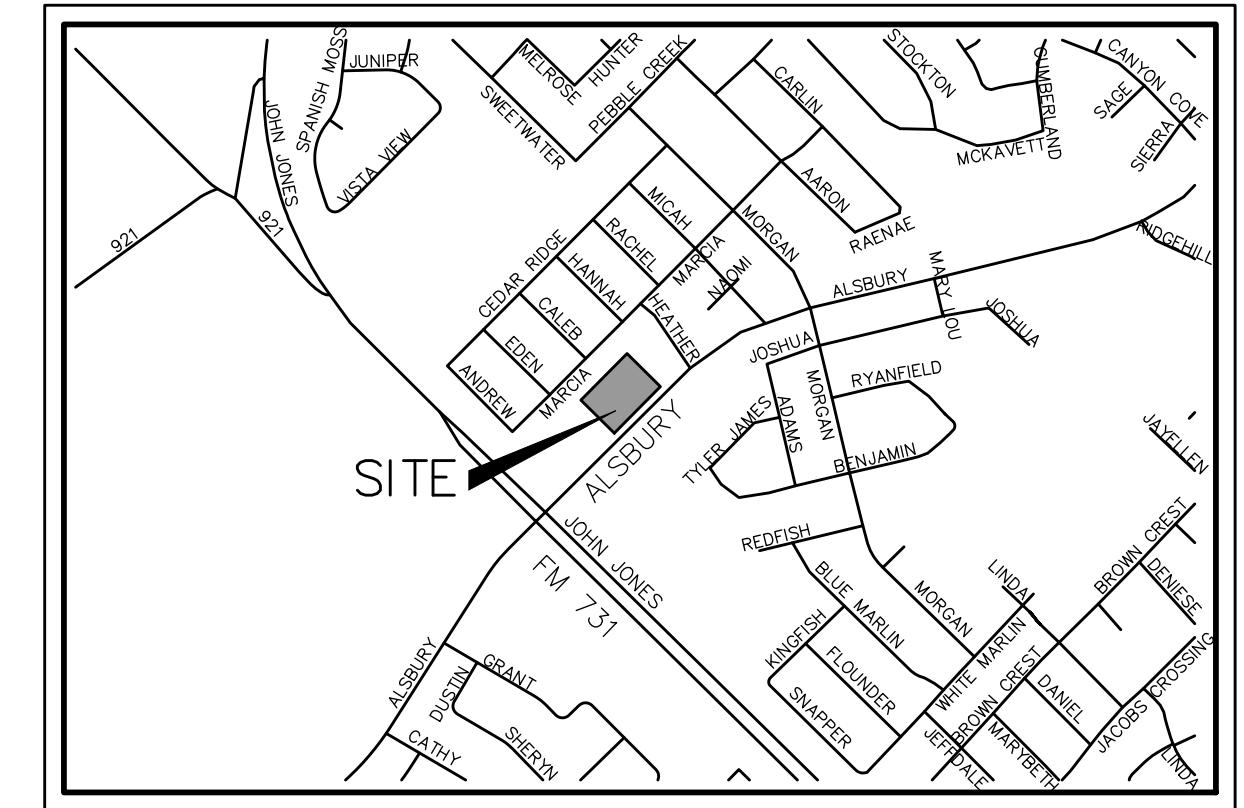 SPANISH MOSS
JUNIPER
JOHN JONES
VISTA VIEW
921
921
MELROSE
HUNTER
SWEETWATER
PEBBLE CREEK
CARLIN
STOCKTON
CUMBERLAND
CANYON COVE
SAGE
SIERRA
MCKAVETT
AARON
RAENAE
RIDGEHILL
MICAH
RACHEL
HANNAH
CEDAR RIDGE
CALEB
EDEN
ANDREW
MARCIA
MARCIA
NAOMI
MORGAN
HEATHER
ALSBURY
MARY LOU
JOSHUA
JOSHUA
MORGAN
RYANFIELD
ADAMS
TYLER JAMES
BENJAMIN
JAYELLEN
SITE
ALSBURY
REDFISH
JOHN JONES
FM 731
BLUE MARLIN
MORGAN
LINDA
BROWN CREST
DENIESE
KINGFISH
FLOUNDER
SNAPPER
WHITE MARLIN
BROWN CREST
DANIEL
JACOBS CROSSING
JEFFDALE
MARYBETH
LINDA
ALSBURY
DUSTIN
GRANT
CATHY
SHERYN